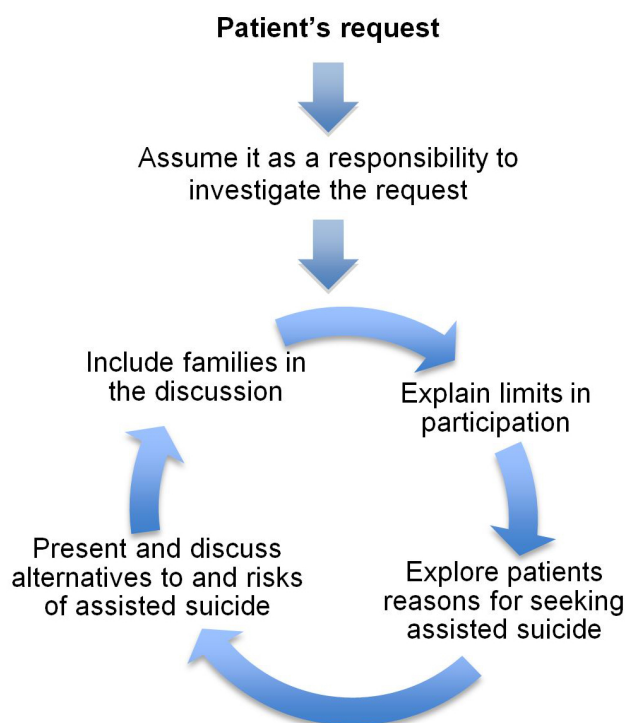 Patient's request
Assume it as a responsibility to
investigate the request
Include families in
the discussion
Explain limits in
participation
Explore patients
reasons for seeking
assisted suicide
Present and discuss
alternatives to and risks
of assisted suicide